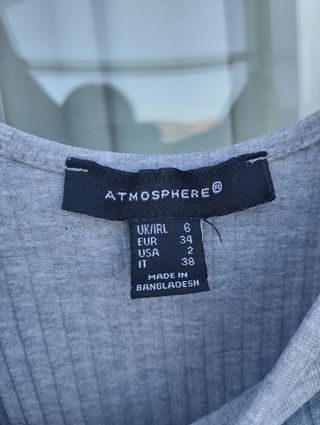 ATMOSPHERE®
UK/IRL 6
EUR 34
USA 2
IT 38
MADE IN
BANGLADESH